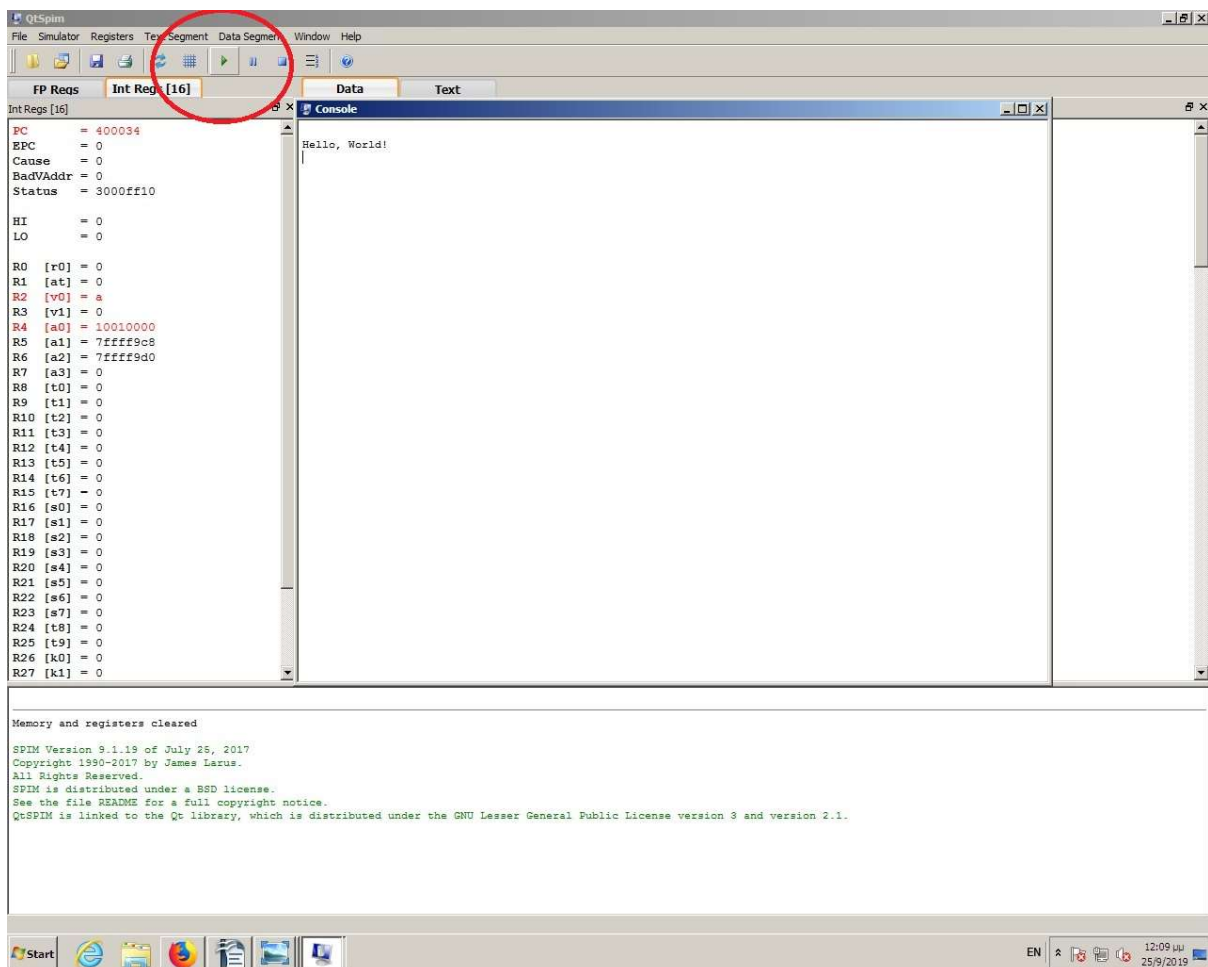 QtSpim
File Simulator Registers Text Segment Data Segment Window Help
FP Regs Int Regs [16] Data Text
Int Regs [16]
Console
PC = 400034
EPC = 0
Cause = 0
BadVAddr = 0
Status = 3000ff10
HI = 0
LO = 0
R0 [r0] = 0
R1 [at] = 0
R2 [v0] = a
R3 [v1] = 0
R4 [a0] = 10010000
R5 [a1] = 7ffff9c8
R6 [a2] = 7ffff9d0
R7 [a3] = 0
R8 [t0] = 0
R9 [t1] = 0
R10 [t2] = 0
R11 [t3] = 0
R12 [t4] = 0
R13 [t5] = 0
R14 [t6] = 0
R15 [t7] = 0
R16 [s0] = 0
R17 [s1] = 0
R18 [s2] = 0
R19 [s3] = 0
R20 [s4] = 0
R21 [s5] = 0
R22 [s6] = 0
R23 [s7] = 0
R24 [t8] = 0
R25 [t9] = 0
R26 [k0] = 0
R27 [k1] = 0
Hello, World!
Memory and registers cleared
SPIM Version 9.1.19 of July 25, 2017
Copyright 1990-2017 by James Larus.
All Rights Reserved.
SPIM is distributed under a BSD license.
See the file README for a full copyright notice.
QtSPIM is linked to the Qt library, which is distributed under the GNU Lesser General Public License version 3 and version 2.1.
Start
EN
12:09 μμ
25/9/2019